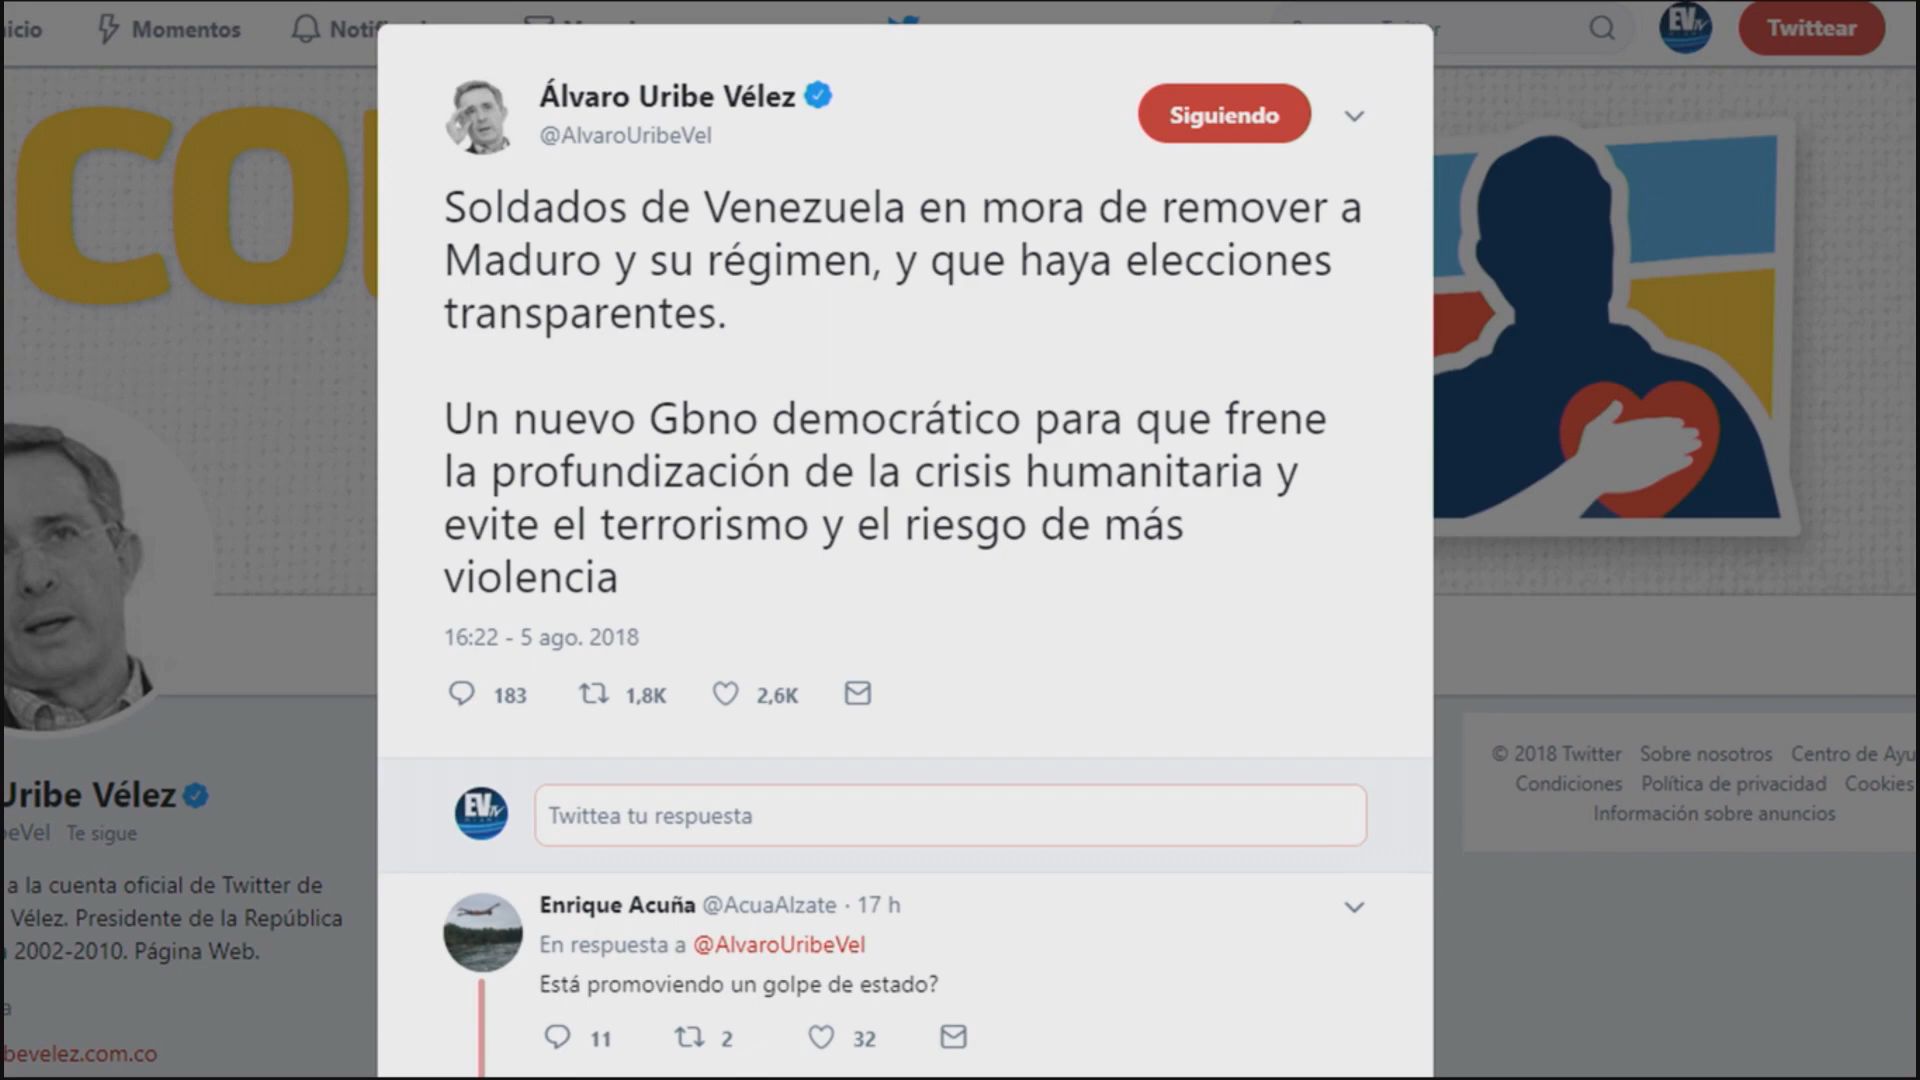 icio
Momentos
Twittear
CO
Álvaro Uribe Vélez
@AlvaroUribeVel
Siguiendo
Soldados de Venezuela en mora de remover a
Maduro y su régimen, y que haya elecciones
transparentes.
Un nuevo Gbno democrático para que frene
la profundización de la crisis humanitaria y
evite el terrorismo y el riesgo de más
violencia
16:22 - 5 ago. 2018
183 1,8K 2,6K
EVtv
Twittea tu respuesta
Enrique Acuña @AcuaAlzate · 17 h
En respuesta a @AlvaroUribeVel
Está promoviendo un golpe de estado?
11 2 32
Uribe Vélez
eVel Te sigue
a la cuenta oficial de Twitter de
Vélez. Presidente de la República
2002-2010. Página Web.
bevelez.com.co
© 2018 Twitter Sobre nosotros Centro de Ayu
Condiciones Política de privacidad Cookies
Información sobre anuncios